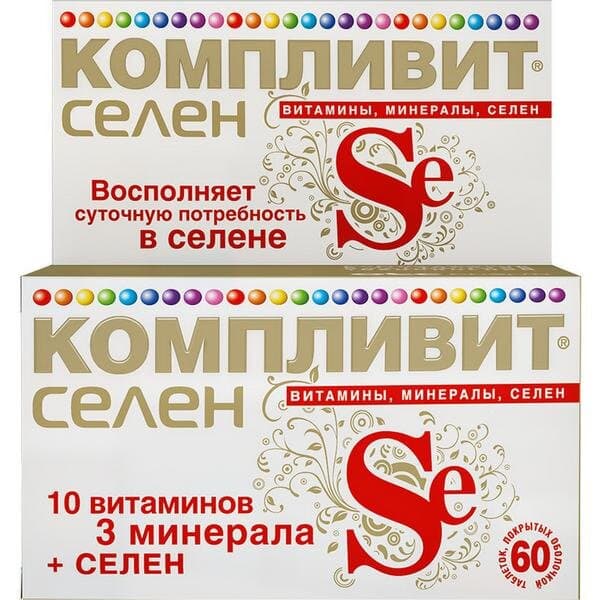 КОМПЛИВИТ®
селен
ВИТАМИНЫ, МИНЕРАЛЫ, СЕЛЕН
Se
Восполняет
суточную потребность
в селене
КОМПЛИВИТ®
селен
ВИТАМИНЫ, МИНЕРАЛЫ, СЕЛЕН
Se
10 витаминов
3 минерала
+ СЕЛЕН
60
ТАБЛЕТОК, ПОКРЫТЫХ ОБОЛОЧКОЙ